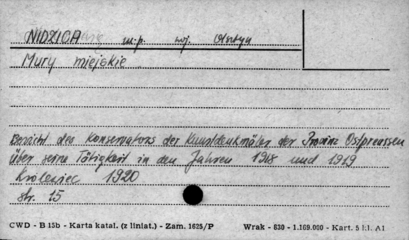 NIDZICA m.p. woj. Olsztyn
Mury miejskie
Bericht des Konservators der Kunstdenkmäler der Provinz Ostpreussen
über seine Tätigkeit in den Jahren 1918 und 1919
Królewiec 1920
str. 15
CWD - B 15b - Karta katal. (z liniat.) - Zam. 1625/P Wrak - 830 - 1.109.000 - Kart. 5 kl. A1